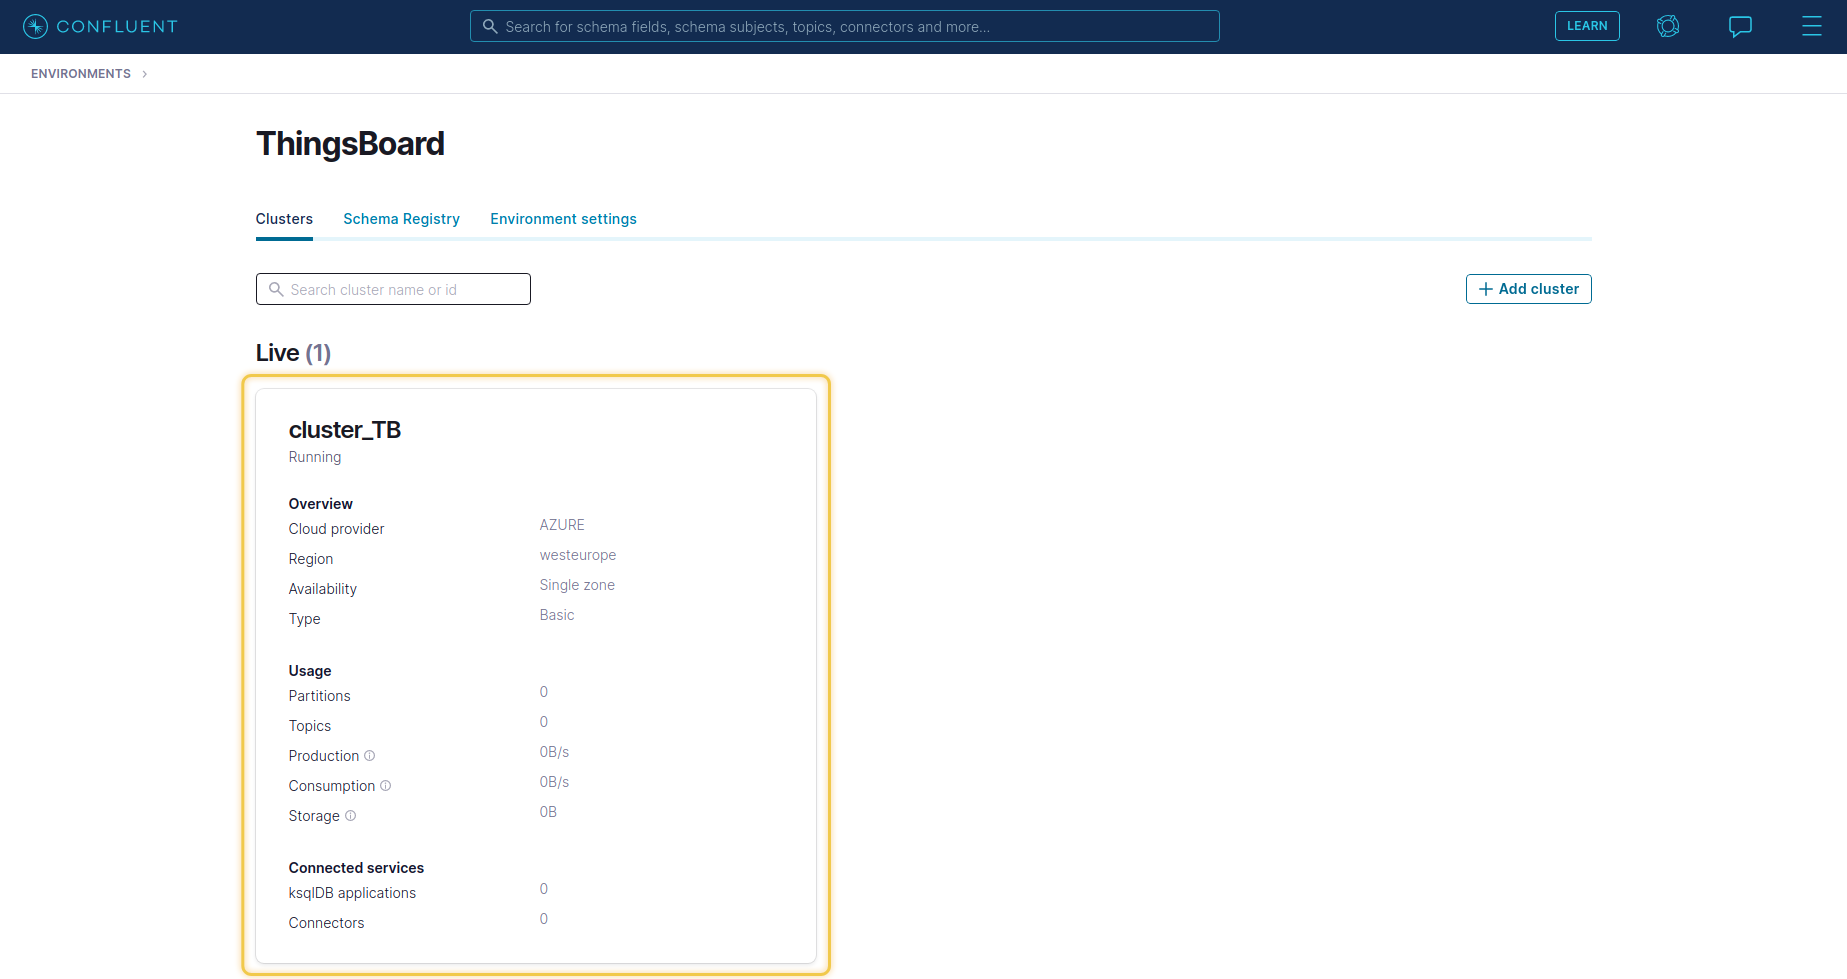 CONFLUENT
Search for schema fields, schema subjects, topics, connectors and more...
LEARN
ENVIRONMENTS
ThingsBoard
Clusters Schema Registry Environment settings
Search cluster name or id
Add cluster
Live (1)
cluster_TB
Running
Overview
Cloud provider AZURE
Region westeurope
Availability Single zone
Type Basic
Usage
Partitions 0
Topics 0
Production 0B/s
Consumption 0B/s
Storage 0B
Connected services
ksqlDB applications 0
Connectors 0